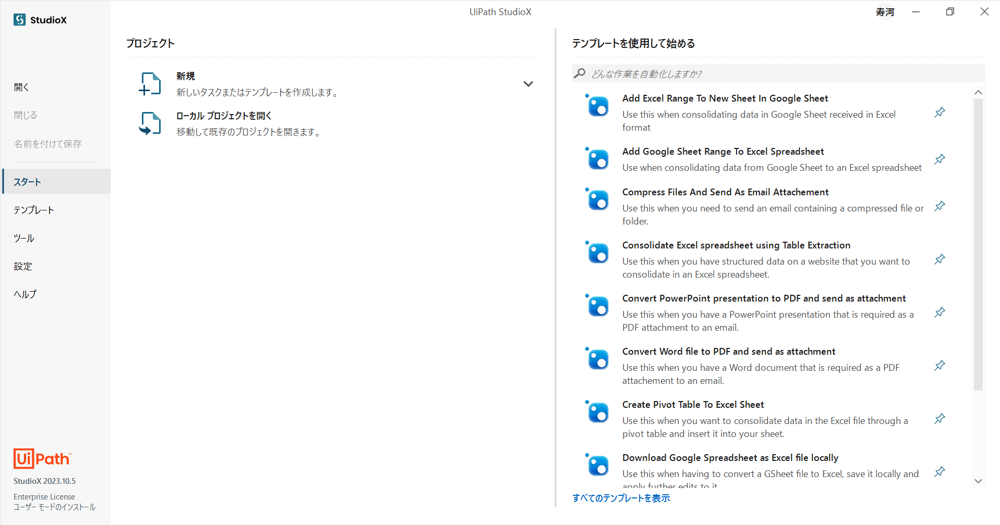 StudioX
UiPath StudioX
寿河
開く
閉じる
名前を付けて保存
スタート
テンプレート
ツール
設定
ヘルプ
UiPath™
StudioX 2023.10.5
Enterprise License
ユーザー モードのインストール
プロジェクト
新規
新しいタスクまたはテンプレートを作成します。
ローカル プロジェクトを開く
移動して既存のプロジェクトを開きます。
テンプレートを使用して始める
どんな作業を自動化しますか?
Add Excel Range To New Sheet In Google Sheet
Use this when consolidating data in Google Sheet received in Excel
format
Add Google Sheet Range To Excel Spreadsheet
Use when consolidating data from Google Sheet to an Excel spreadsheet
Compress Files And Send As Email Attachement
Use this when you need to send an email containing a compressed file or
folder.
Consolidate Excel spreadsheet using Table Extraction
Use this when you have structured data on a website that you want to
consolidate in an Excel spreadsheet.
Convert PowerPoint presentation to PDF and send as attachment
Use this when you have a PowerPoint presentation that is required as a
PDF attachment to an email.
Convert Word file to PDF and send as attachment
Use this when you have a Word document that is required as a PDF
attachement to an email.
Create Pivot Table To Excel Sheet
Use this when you want to consolidate data in the Excel file through a
pivot table and insert it into your sheet.
Download Google Spreadsheet as Excel file locally
Use this when having to convert a GSheet file to Excel, save it locally and
apply further edits to it
すべてのテンプレートを表示